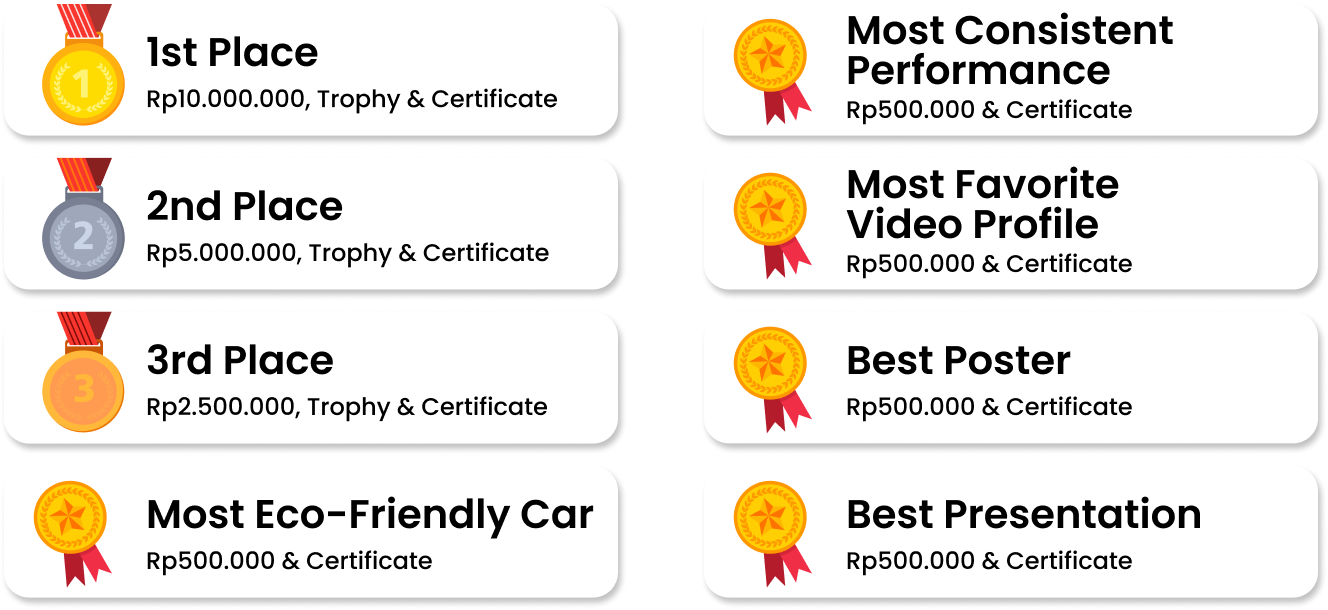 1
1st Place
Rp10.000.000, Trophy & Certificate
2
2nd Place
Rp5.000.000, Trophy & Certificate
3
3rd Place
Rp2.500.000, Trophy & Certificate
Most Eco-Friendly Car
Rp500.000 & Certificate
Most Consistent
Performance
Rp500.000 & Certificate
Most Favorite
Video Profile
Rp500.000 & Certificate
Best Poster
Rp500.000 & Certificate
Best Presentation
Rp500.000 & Certificate